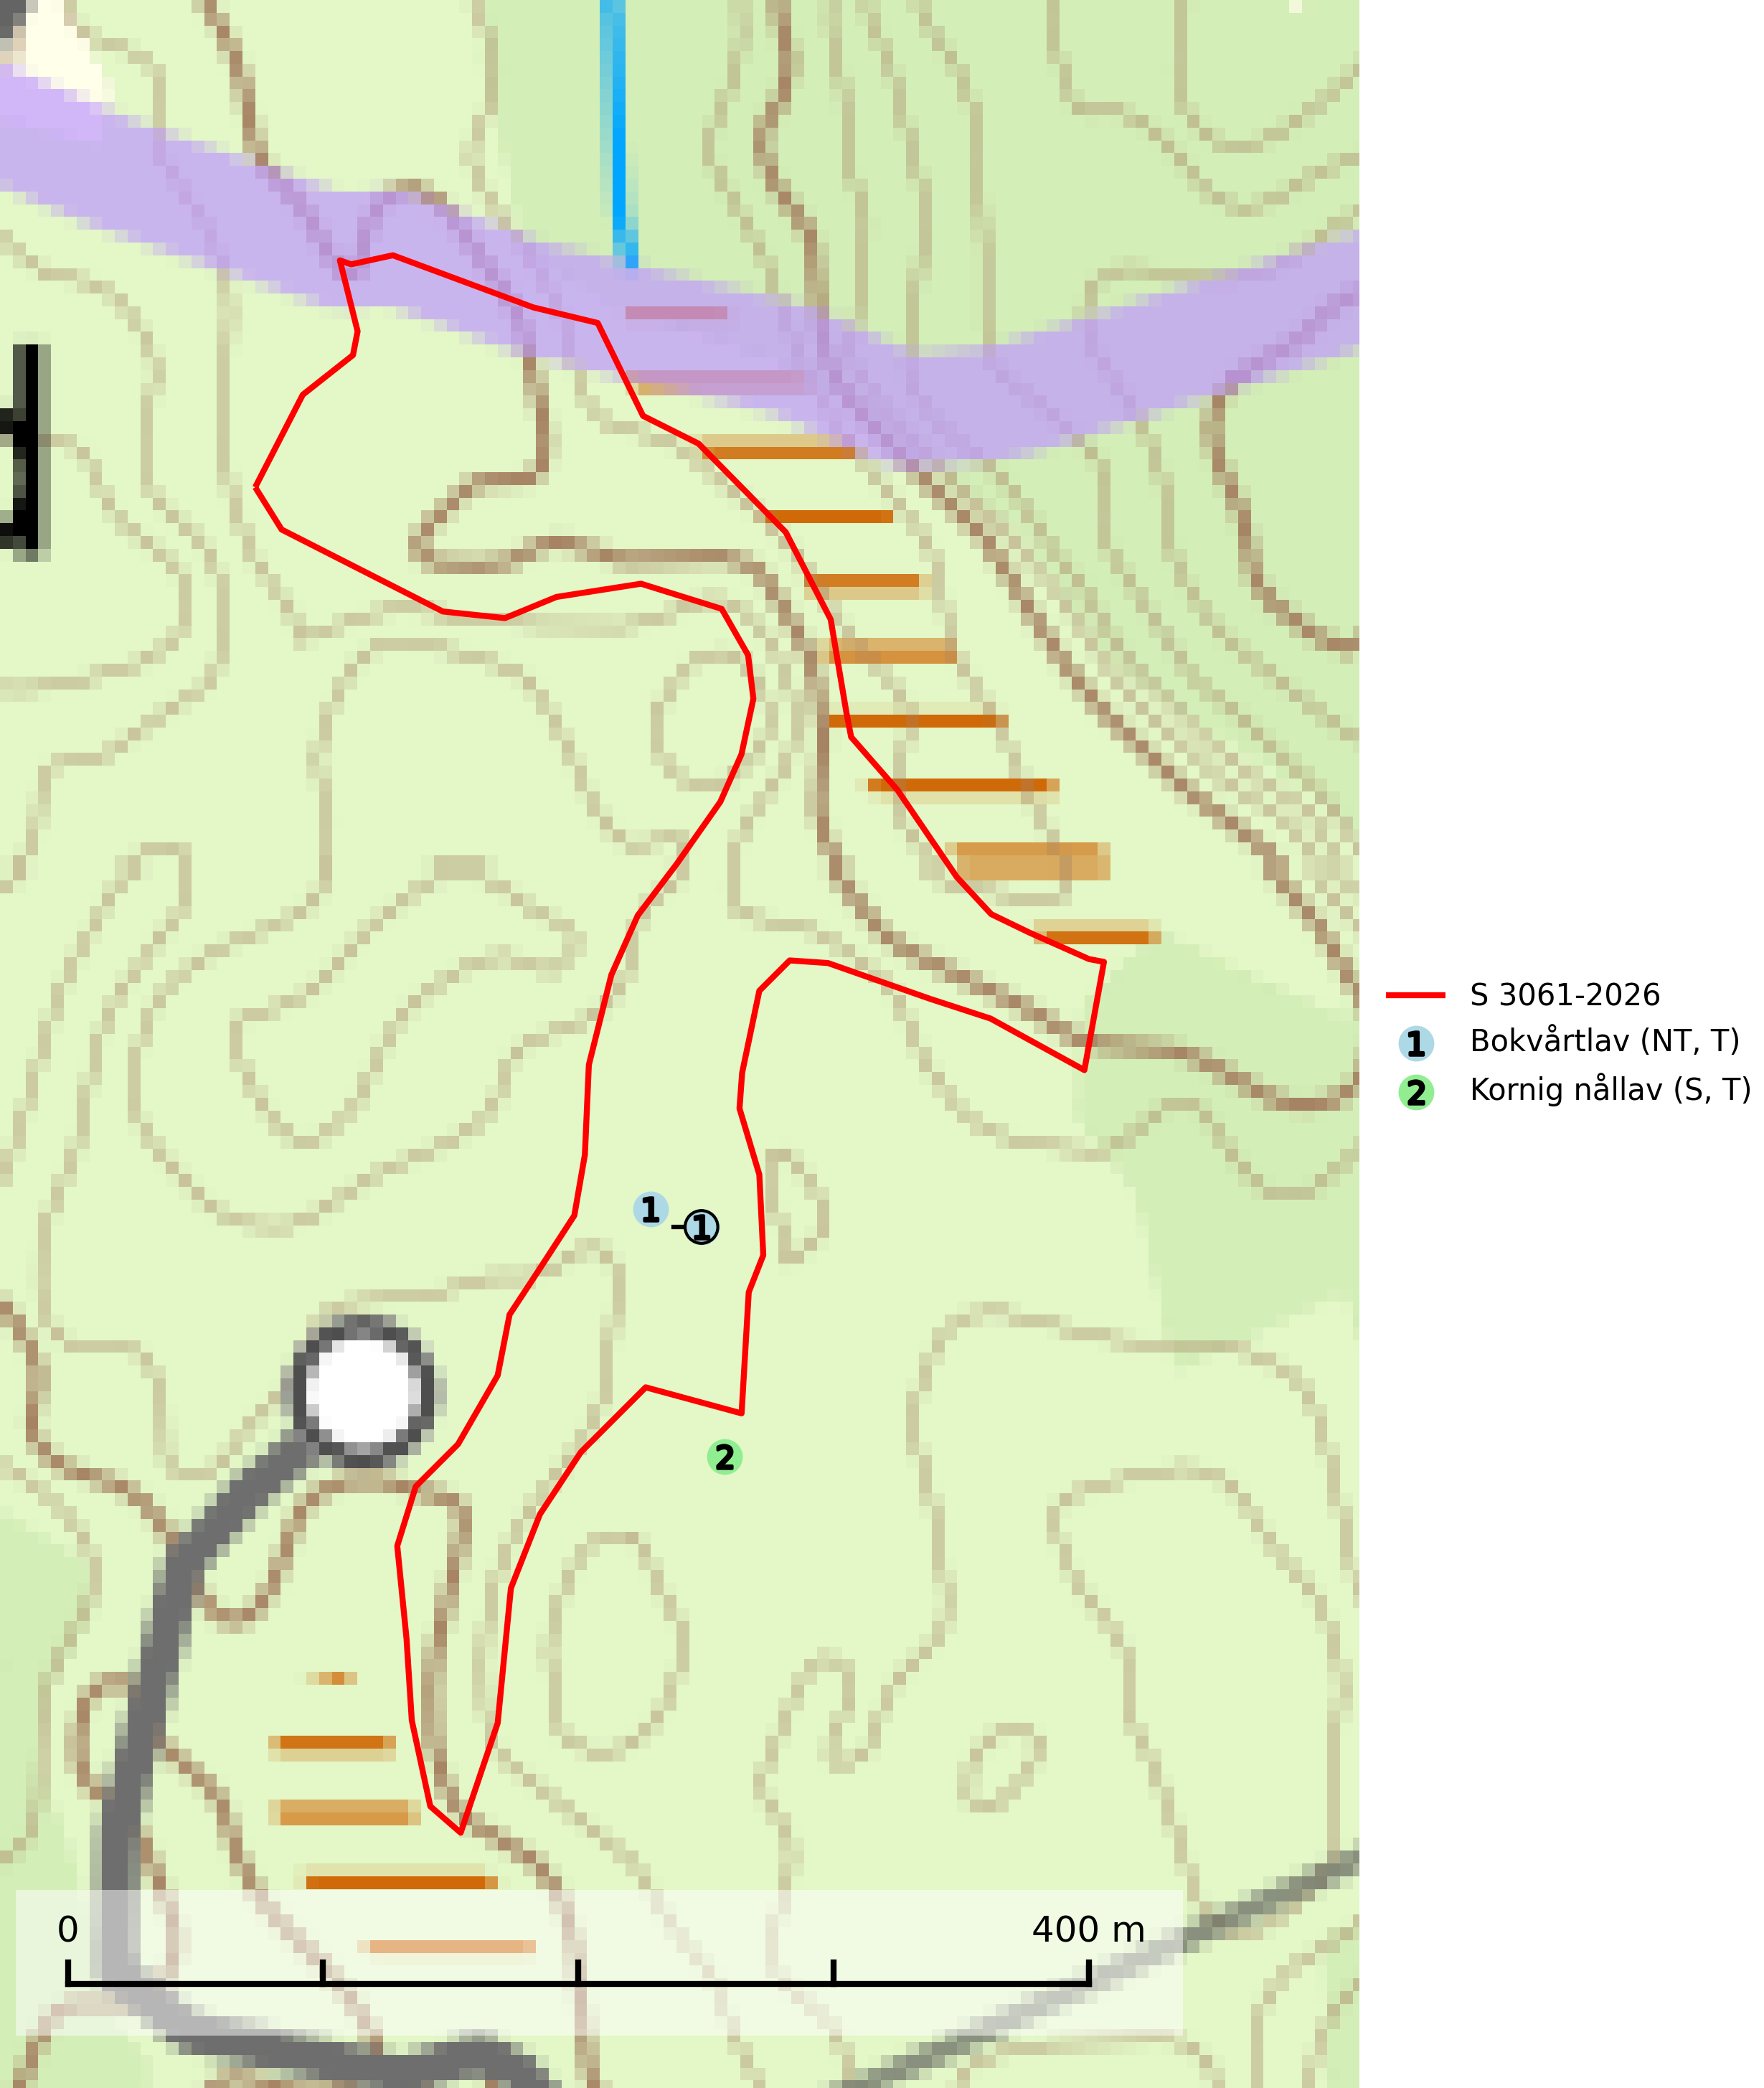 S 3061-2026
1 Bokvårtlav (NT, T)
2 Kornig nållav (S, T)
1
1
2
0 400 m